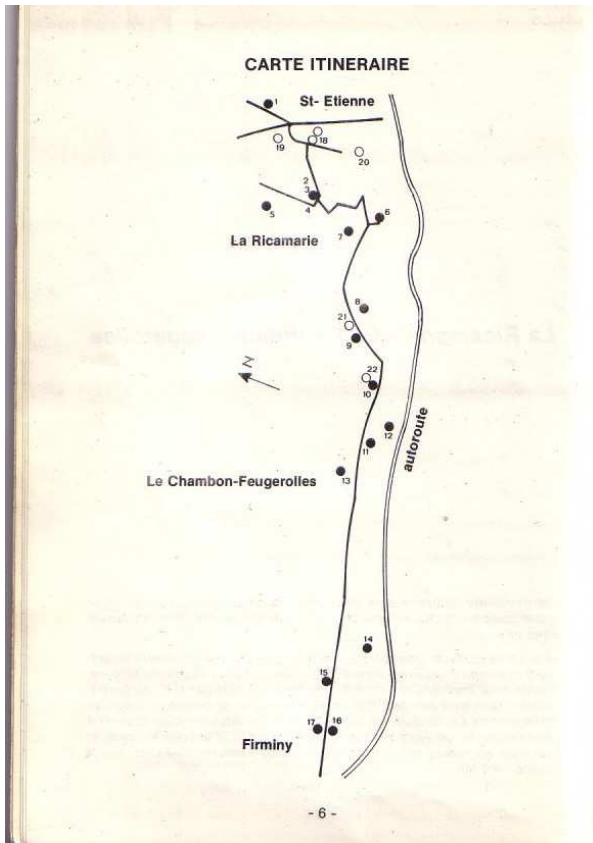 CARTE ITINERAIRE
1
St- Etienne
18
19
20
2
3
4
5
6
7
La Ricamarie
8
21
9
N
22
10
12
11
autoroute
13
Le Chambon-Feugerolles
14
15
17
16
Firminy
- 6 -